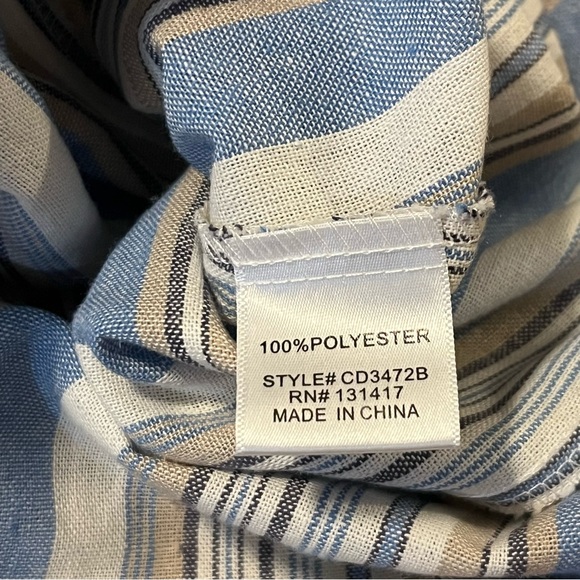 100%POLYESTER
STYLE# CD3472B
RN# 131417
MADE IN CHINA